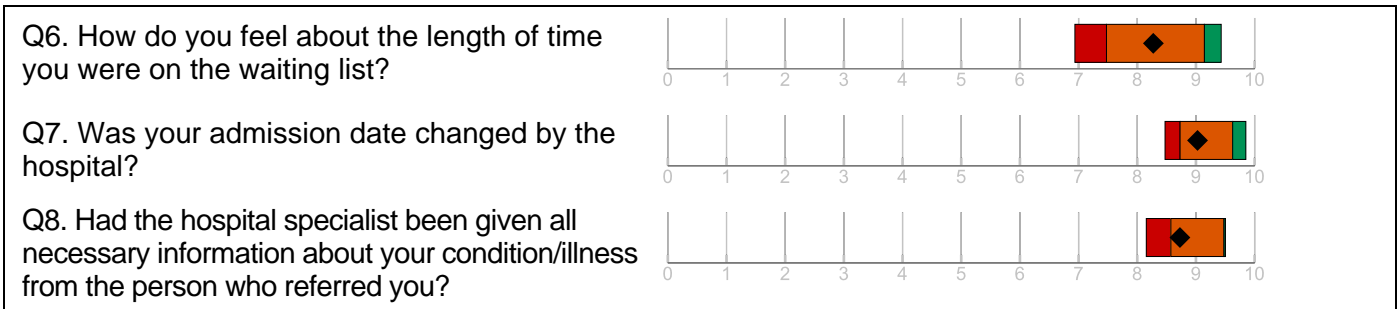 Q6. How do you feel about the length of time
you were on the waiting list?
0 1 2 3 4 5 6 7 8 9 10
Q7. Was your admission date changed by the
hospital?
0 1 2 3 4 5 6 7 8 9 10
Q8. Had the hospital specialist been given all
necessary information about your condition/illness
from the person who referred you?
0 1 2 3 4 5 6 7 8 9 10